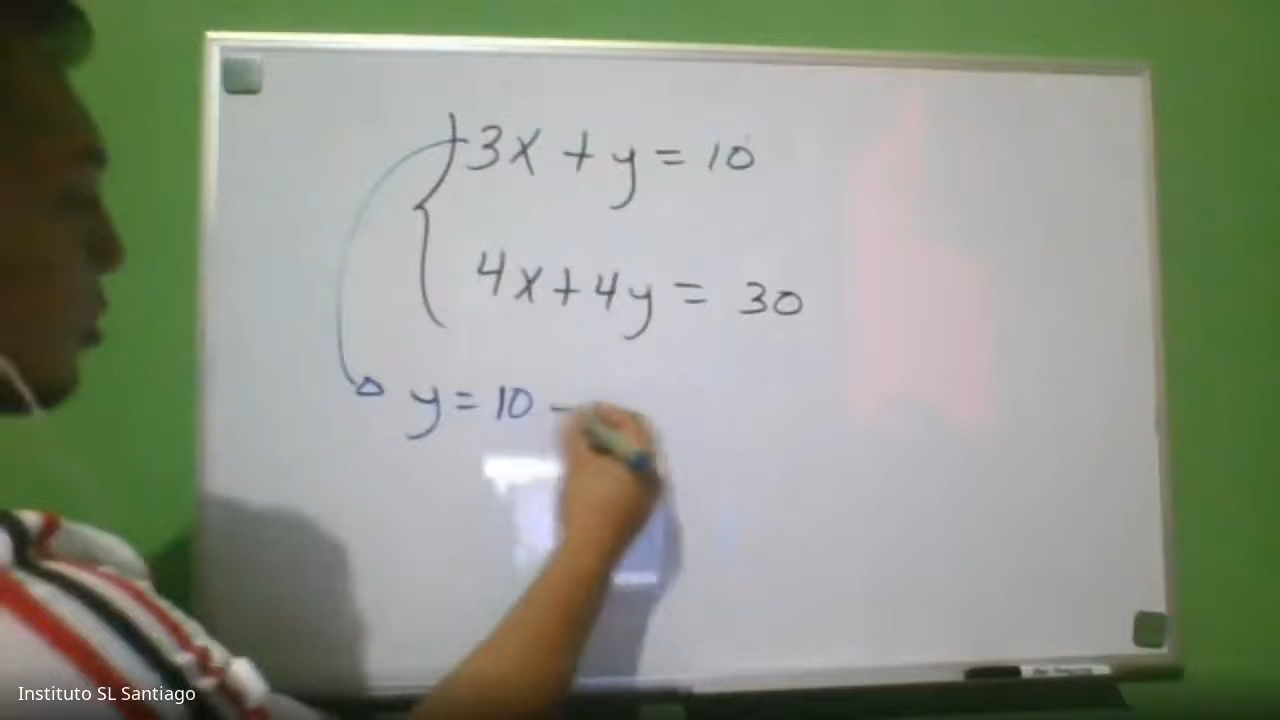 3x + y = 10
4x + 4y = 30
y = 10 -
Instituto SL Santiago